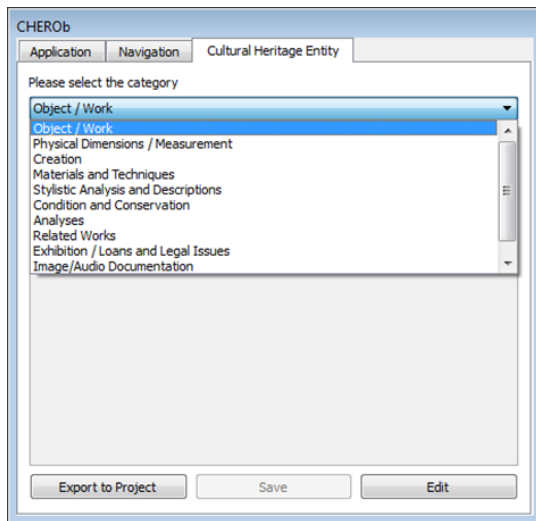 CHEROb
Application Navigation Cultural Heritage Entity
Please select the category
Object / Work
Object / Work
Physical Dimensions / Measurement
Creation
Materials and Techniques
Stylistic Analysis and Descriptions
Condition and Conservation
Analyses
Related Works
Exhibition / Loans and Legal Issues
Image/Audio Documentation
Export to Project Save Edit